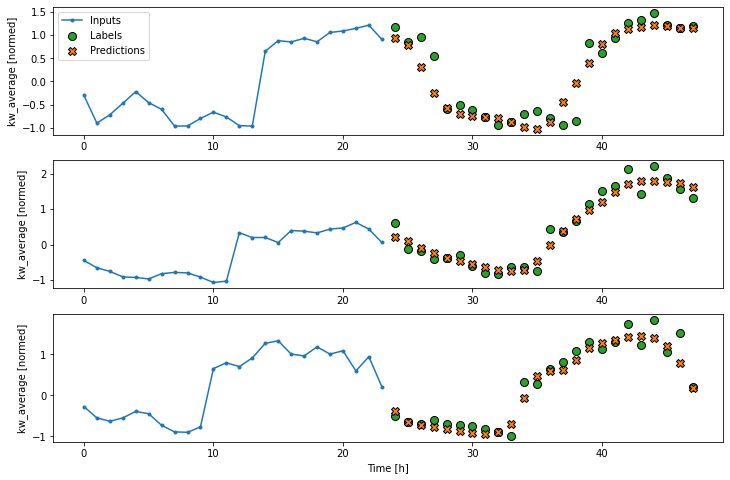 kw_average [normed]
1.5
1.0
0.5
0.0
−0.5
−1.0
Inputs
Labels
Predictions
0 10 20 30 40
kw_average [normed]
2
1
0
−1
0 10 20 30 40
kw_average [normed]
1
0
−1
0 10 20 30 40
Time [h]